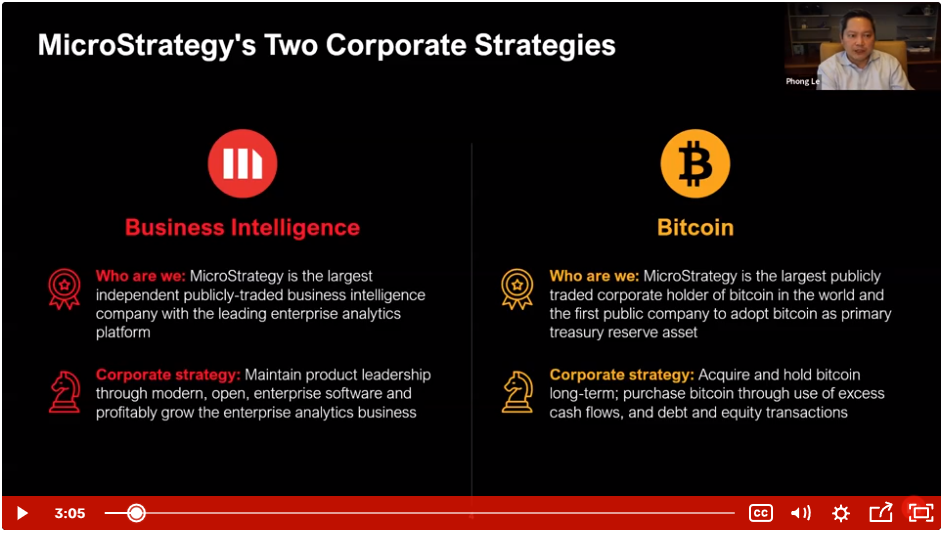 MicroStrategy's Two Corporate Strategies
Phong Le
Business Intelligence
Who are we: MicroStrategy is the largest
independent publicly-traded business intelligence
company with the leading enterprise analytics
platform
Corporate strategy: Maintain product leadership
through modern, open, enterprise software and
profitably grow the enterprise analytics business
Bitcoin
Who are we: MicroStrategy is the largest publicly
traded corporate holder of bitcoin in the world and
the first public company to adopt bitcoin as primary
treasury reserve asset
Corporate strategy: Acquire and hold bitcoin
long-term; purchase bitcoin through use of excess
cash flows, and debt and equity transactions
3:05
CC